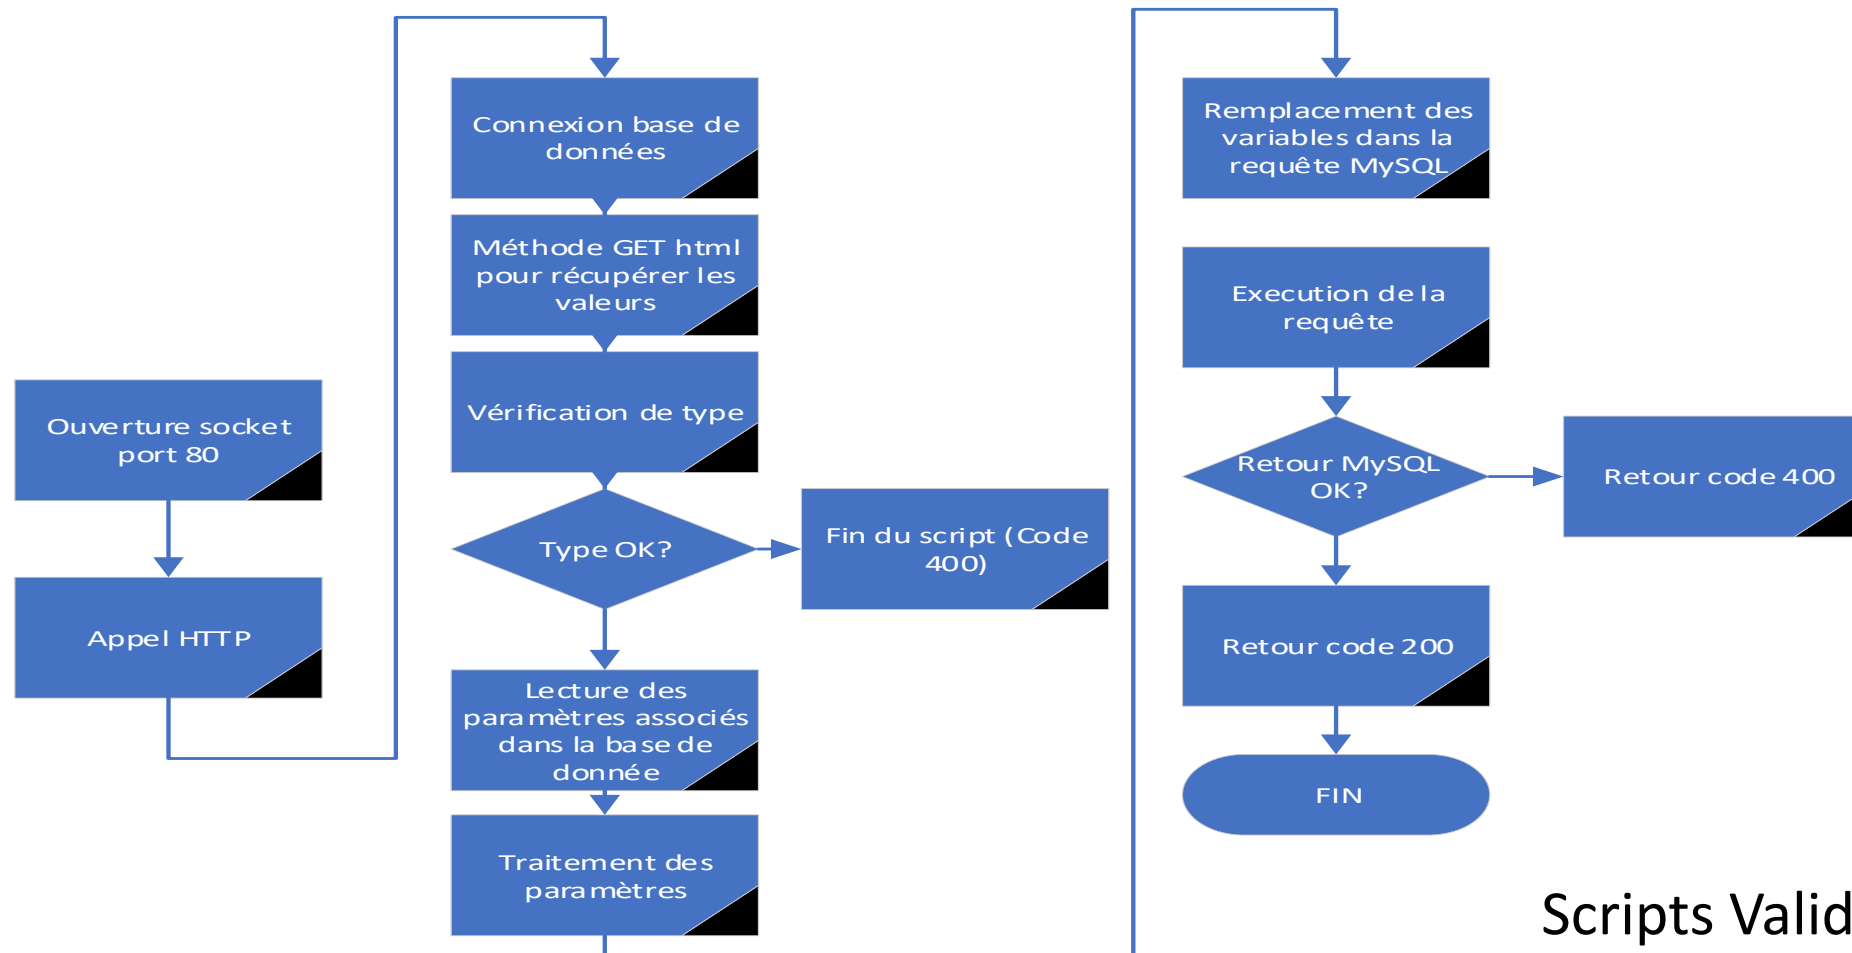 Ouverture socket
port 80
Appel HTTP
Connexion base de
données
Méthode GET html
pour récupérer les
valeurs
Vérification de type
Type OK?
Fin du script (Code
400)
Lecture des
paramètres associés
dans la base de
donnée
Traitement des
paramètres
Remplacement des
variables dans la
requête MySQL
Execution de la
requête
Retour MySQL
OK?
Retour code 400
Retour code 200
FIN
Scripts Valid